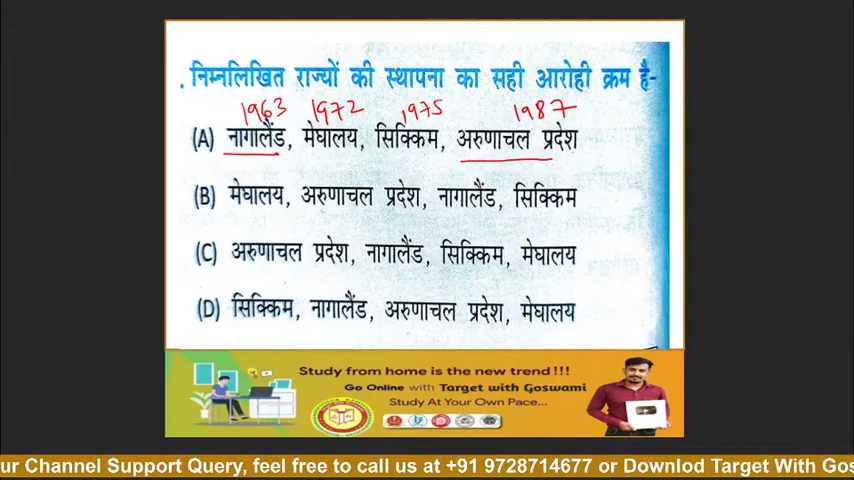 . निम्नलिखित राज्यों की स्थापना का सही आरोही क्रम है-
1963 1972 1975 1987
(A) नागालैंड, मेघालय, सिक्किम, अरुणाचल प्रदेश
(B) मेघालय, अरुणाचल प्रदेश, नागालैंड, सिक्किम
(C) अरुणाचल प्रदेश, नागालैंड, सिक्किम, मेघालय
(D) सिक्किम, नागालैंड, अरुणाचल प्रदेश, मेघालय
Study from home is the new trend !!!
Go Online with Target with Goswami
Study At Your Own Pace...
ur Channel Support Query, feel free to call us at +91 9728714677 or Downlod Target With Gos